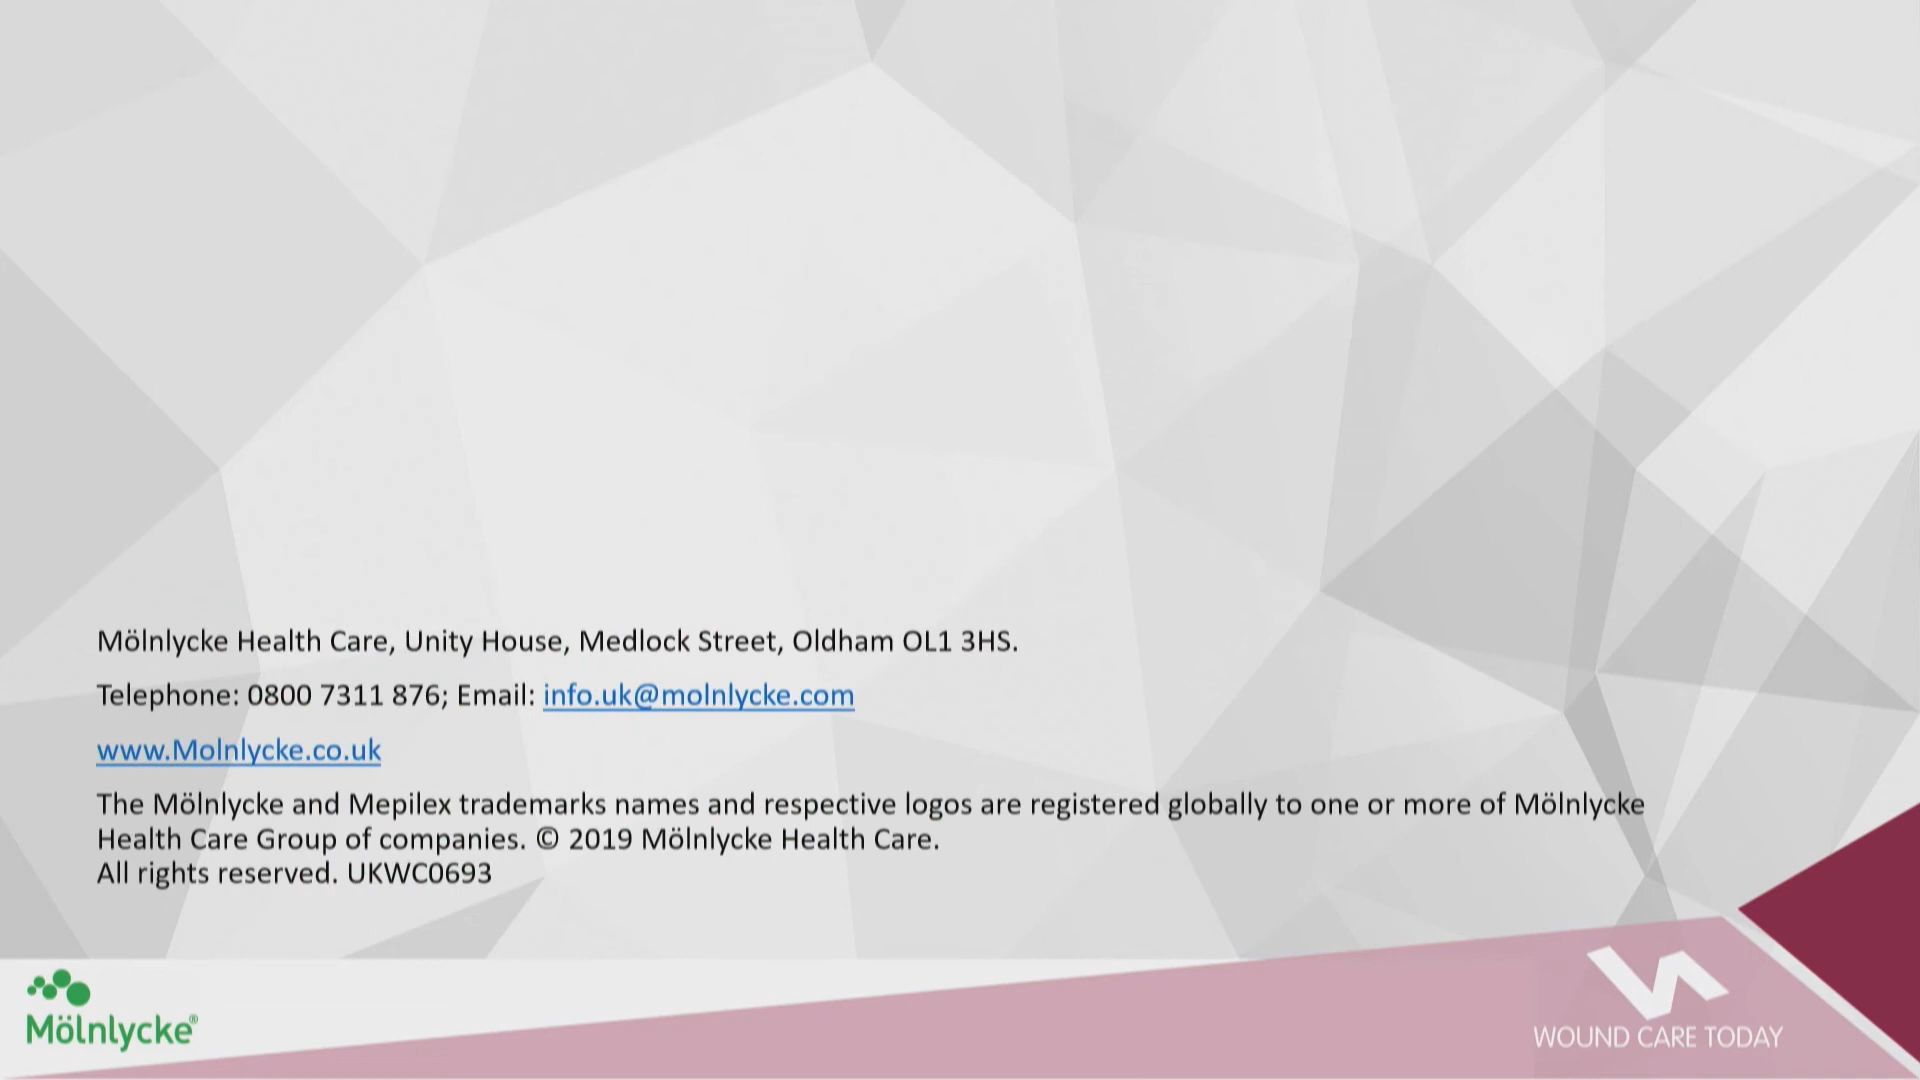 Mölnlycke Health Care, Unity House, Medlock Street, Oldham OL1 3HS.
Telephone: 0800 7311 876; Email: info.uk@molnlycke.com
www.Molnlycke.co.uk
The Mölnlycke and Mepilex trademarks names and respective logos are registered globally to one or more of Mölnlycke
Health Care Group of companies. © 2019 Mölnlycke Health Care.
All rights reserved. UKWC0693
Mölnlycke®
WOUND CARE TODAY